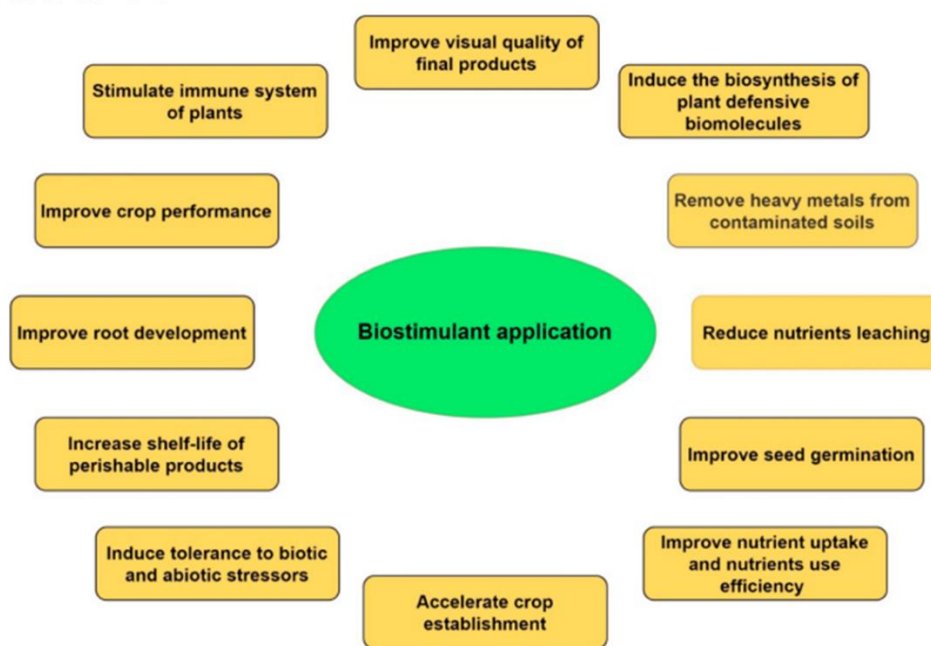 Improve visual quality of
final products
Stimulate immune system
of plants
Induce the biosynthesis of
plant defensive
biomolecules
Improve crop performance
Remove heavy metals from
contaminated soils
Improve root development
Biostimulant application
Reduce nutrients leaching
Increase shelf-life of
perishable products
Improve seed germination
Induce tolerance to biotic
and abiotic stressors
Improve nutrient uptake
and nutrients use
efficiency
Accelerate crop
establishment